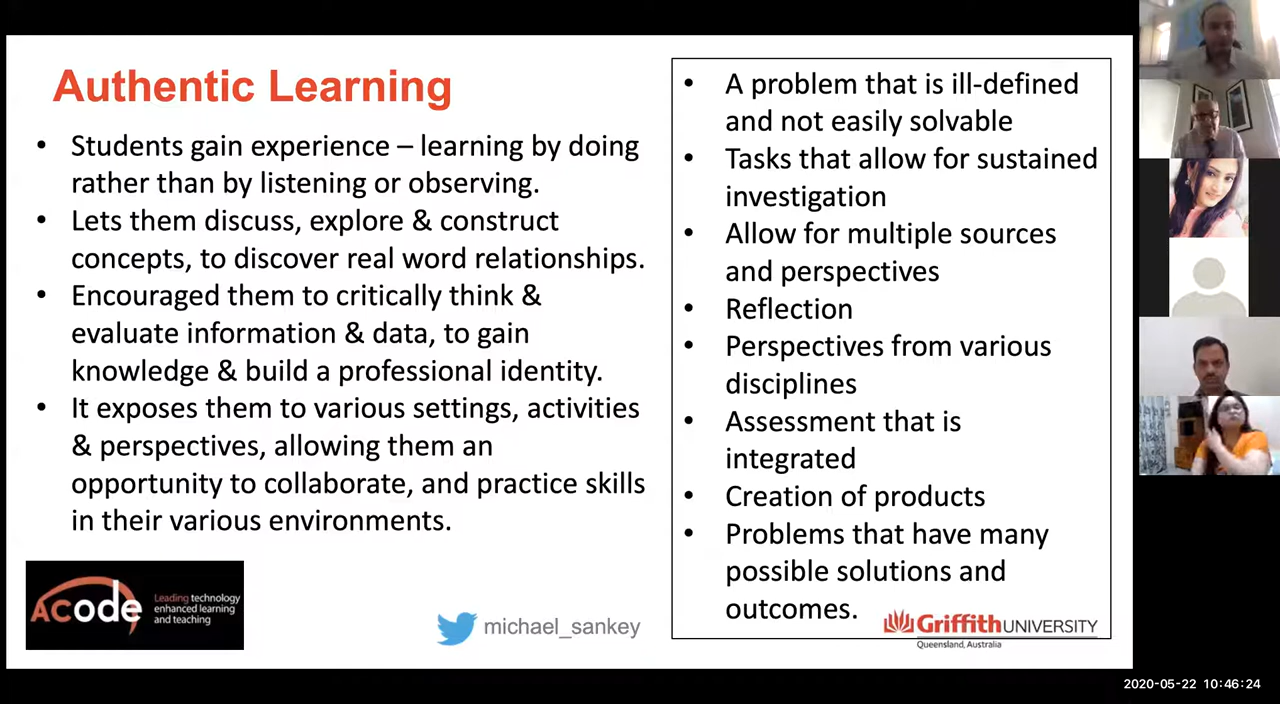 Authentic Learning
• Students gain experience – learning by doing
rather than by listening or observing.
• Lets them discuss, explore & construct
concepts, to discover real word relationships.
• Encouraged them to critically think &
evaluate information & data, to gain
knowledge & build a professional identity.
• It exposes them to various settings, activities
& perspectives, allowing them an
opportunity to collaborate, and practice skills
in their various environments.
• A problem that is ill-defined
and not easily solvable
• Tasks that allow for sustained
investigation
• Allow for multiple sources
and perspectives
• Reflection
• Perspectives from various
disciplines
• Assessment that is
integrated
• Creation of products
• Problems that have many
possible solutions and
outcomes.
ACode
Leading technology
enhanced learning
and teaching
michael_sankey
Griffith UNIVERSITY
Queensland, Australia
2020-05-22 10:46:24